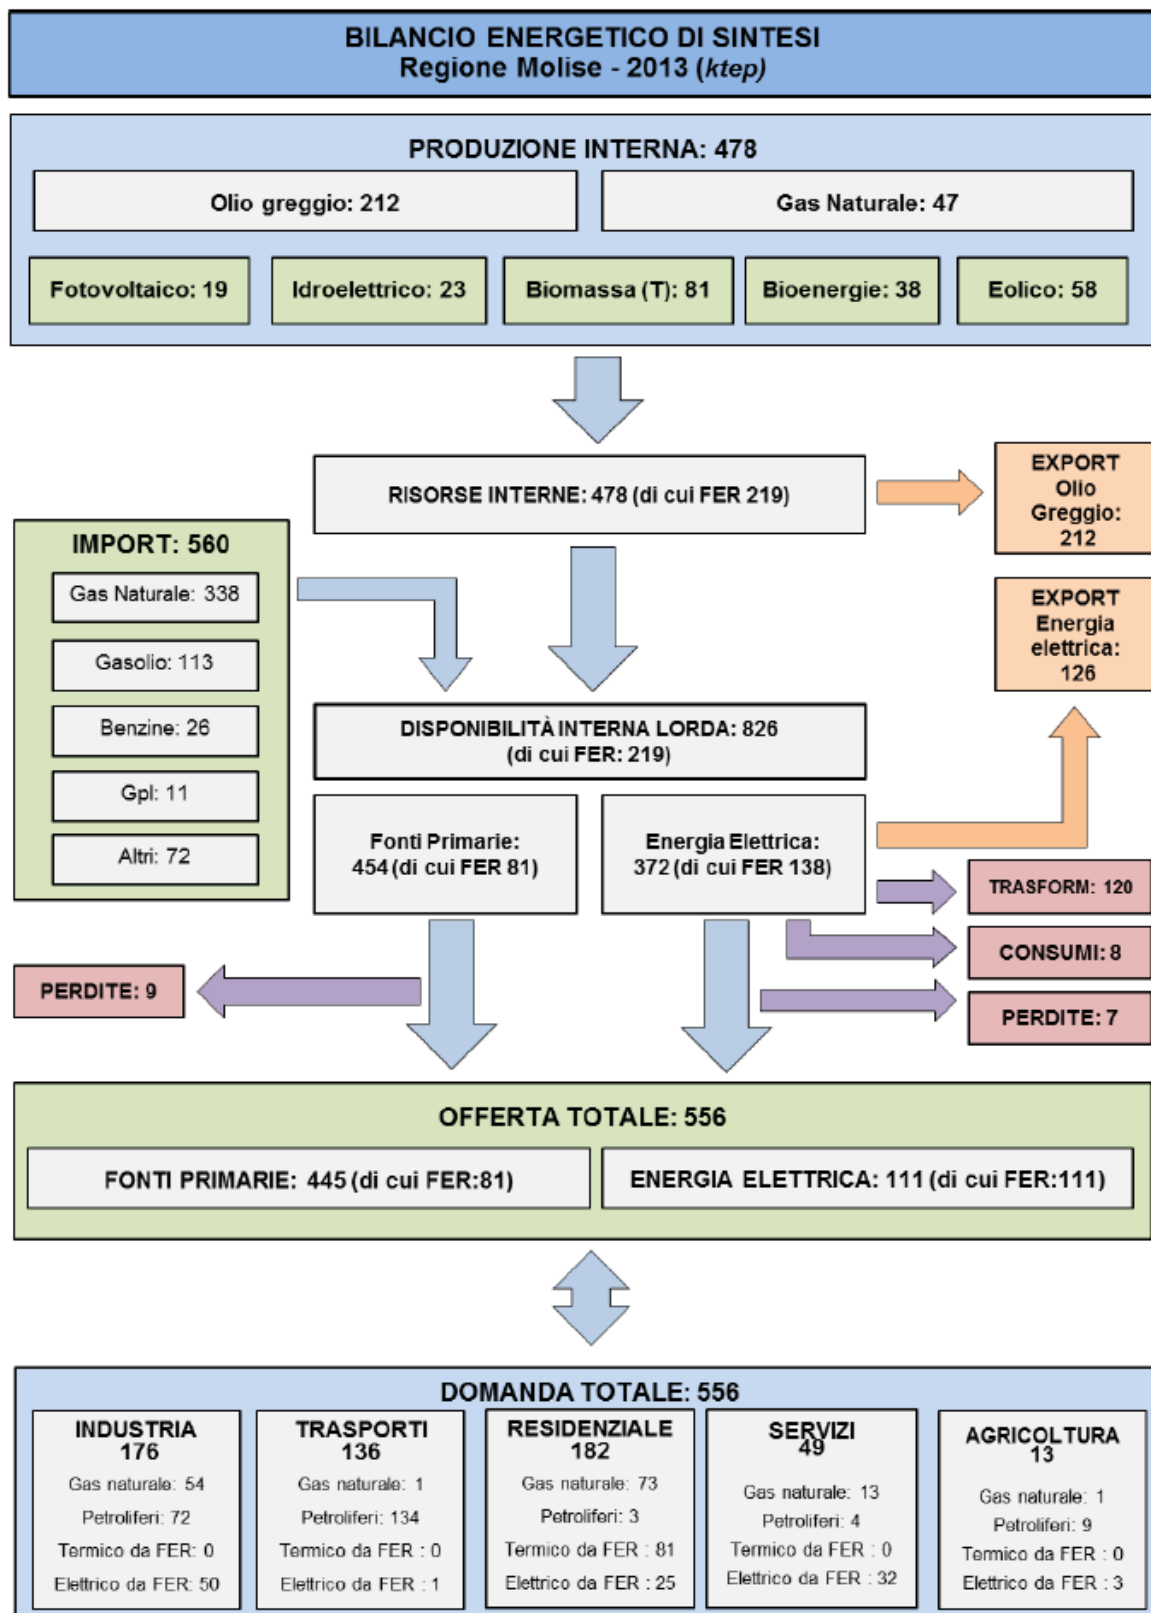 BILANCIO ENERGETICO DI SINTESI
Regione Molise - 2013 (ktep)
PRODUZIONE INTERNA: 478
Olio greggio: 212
Gas Naturale: 47
Fotovoltaico: 19
Idroelettrico: 23
Biomassa (T): 81
Bioenergie: 38
Eolico: 58
RISORSE INTERNE: 478 (di cui FER 219)
EXPORT
Olio
Greggio:
212
IMPORT: 560
Gas Naturale: 338
Gasolio: 113
Benzine: 26
Gpl: 11
Altri: 72
EXPORT
Energia
elettrica:
126
DISPONIBILITÀ INTERNA LORDA: 826
(di cui FER: 219)
Fonti Primarie:
454 (di cui FER 81)
Energia Elettrica:
372 (di cui FER 138)
TRASFORM: 120
CONSUMI: 8
PERDITE: 7
PERDITE: 9
OFFERTA TOTALE: 556
FONTI PRIMARIE: 445 (di cui FER:81)
ENERGIA ELETTRICA: 111 (di cui FER:111)
DOMANDA TOTALE: 556
INDUSTRIA
176
Gas naturale: 54
Petroliferi: 72
Termico da FER: 0
Elettrico da FER: 50
TRASPORTI
136
Gas naturale: 1
Petroliferi: 134
Termico da FER : 0
Elettrico da FER : 1
RESIDENZIALE
182
Gas naturale: 73
Petroliferi: 3
Termico da FER : 81
Elettrico da FER : 25
SERVIZI
49
Gas naturale: 13
Petroliferi: 4
Termico da FER : 0
Elettrico da FER : 32
AGRICOLTURA
13
Gas naturale: 1
Petroliferi: 9
Termico da FER : 0
Elettrico da FER : 3